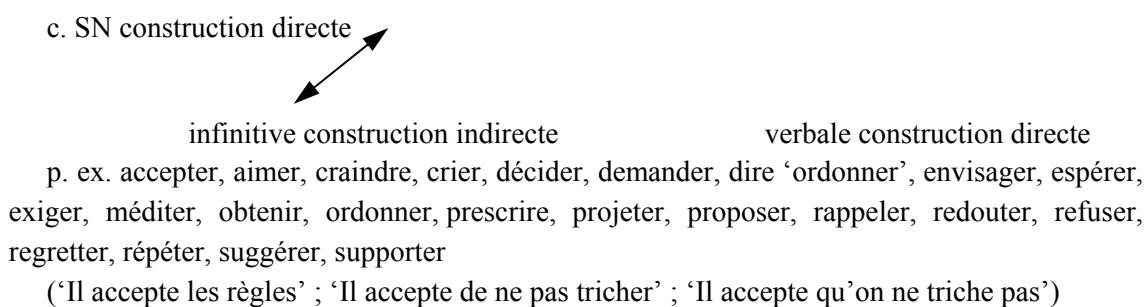 c. SN construction directe
infinitive construction indirecte verbale construction directe
p. ex. accepter, aimer, craindre, crier, décider, demander, dire ‘ordonner’, envisager, espérer,
exiger, méditer, obtenir, ordonner, prescrire, projeter, proposer, rappeler, redouter, refuser,
regretter, répéter, suggérer, supporter
(‘Il accepte les règles’ ; ‘Il accepte de ne pas tricher’ ; ‘Il accepte qu’on ne triche pas’)